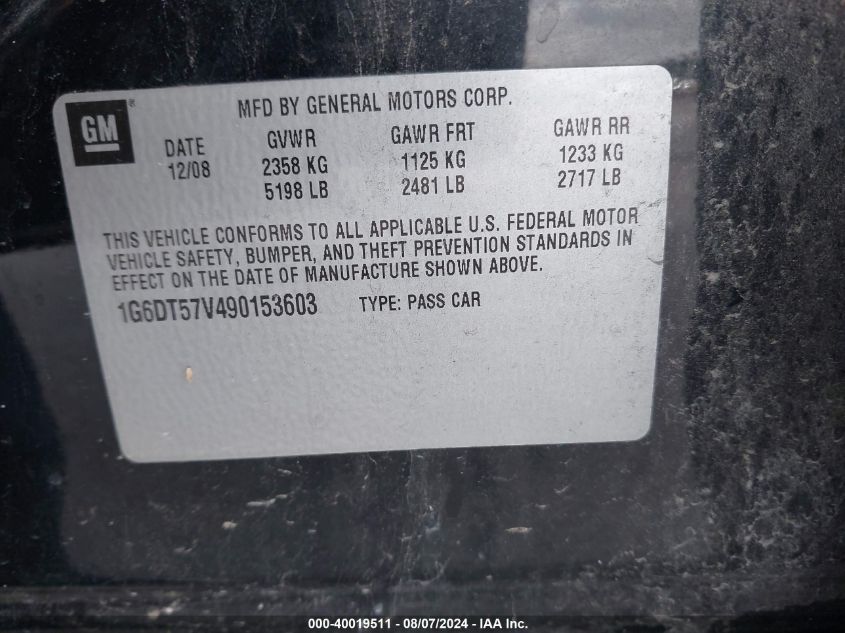 GM ®
MFD BY GENERAL MOTORS CORP.
DATE GVWR GAWR FRT GAWR RR
12/08 2358 KG 1125 KG 1233 KG
5198 LB 2481 LB 2717 LB
THIS VEHICLE CONFORMS TO ALL APPLICABLE U.S. FEDERAL MOTOR
VEHICLE SAFETY, BUMPER, AND THEFT PREVENTION STANDARDS IN
EFFECT ON THE DATE OF MANUFACTURE SHOWN ABOVE.
1G6DT57V490153603 TYPE: PASS CAR
000-40019511 - 08/07/2024 - IAA Inc.